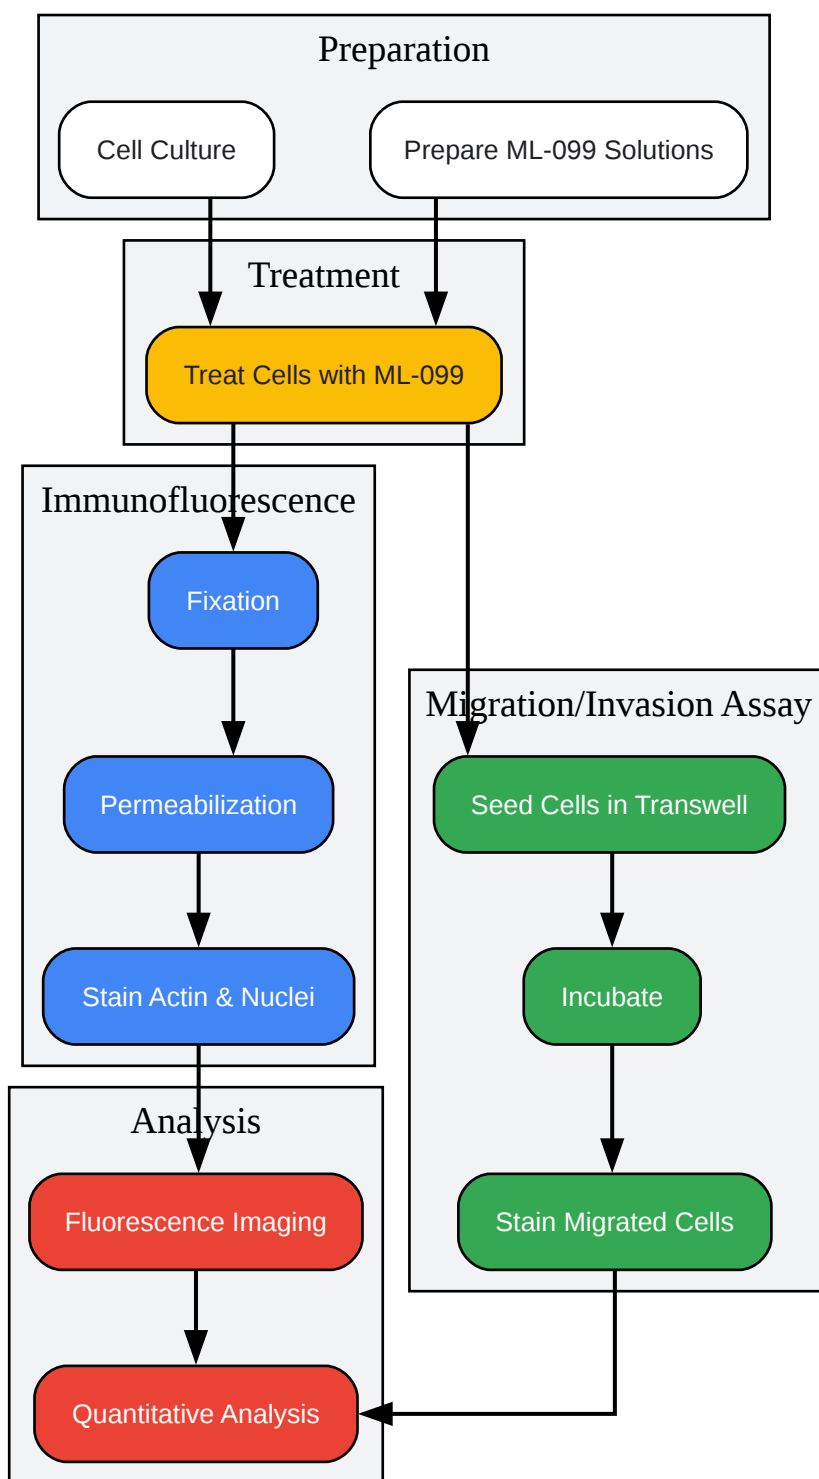 Preparation
Cell Culture
Prepare ML-099 Solutions
Treatment
Treat Cells with ML-099
Immunofluorescence
Fixation
Permeabilization
Stain Actin & Nuclei
Migration/Invasion Assay
Seed Cells in Transwell
Incubate
Stain Migrated Cells
Analysis
Fluorescence Imaging
Quantitative Analysis